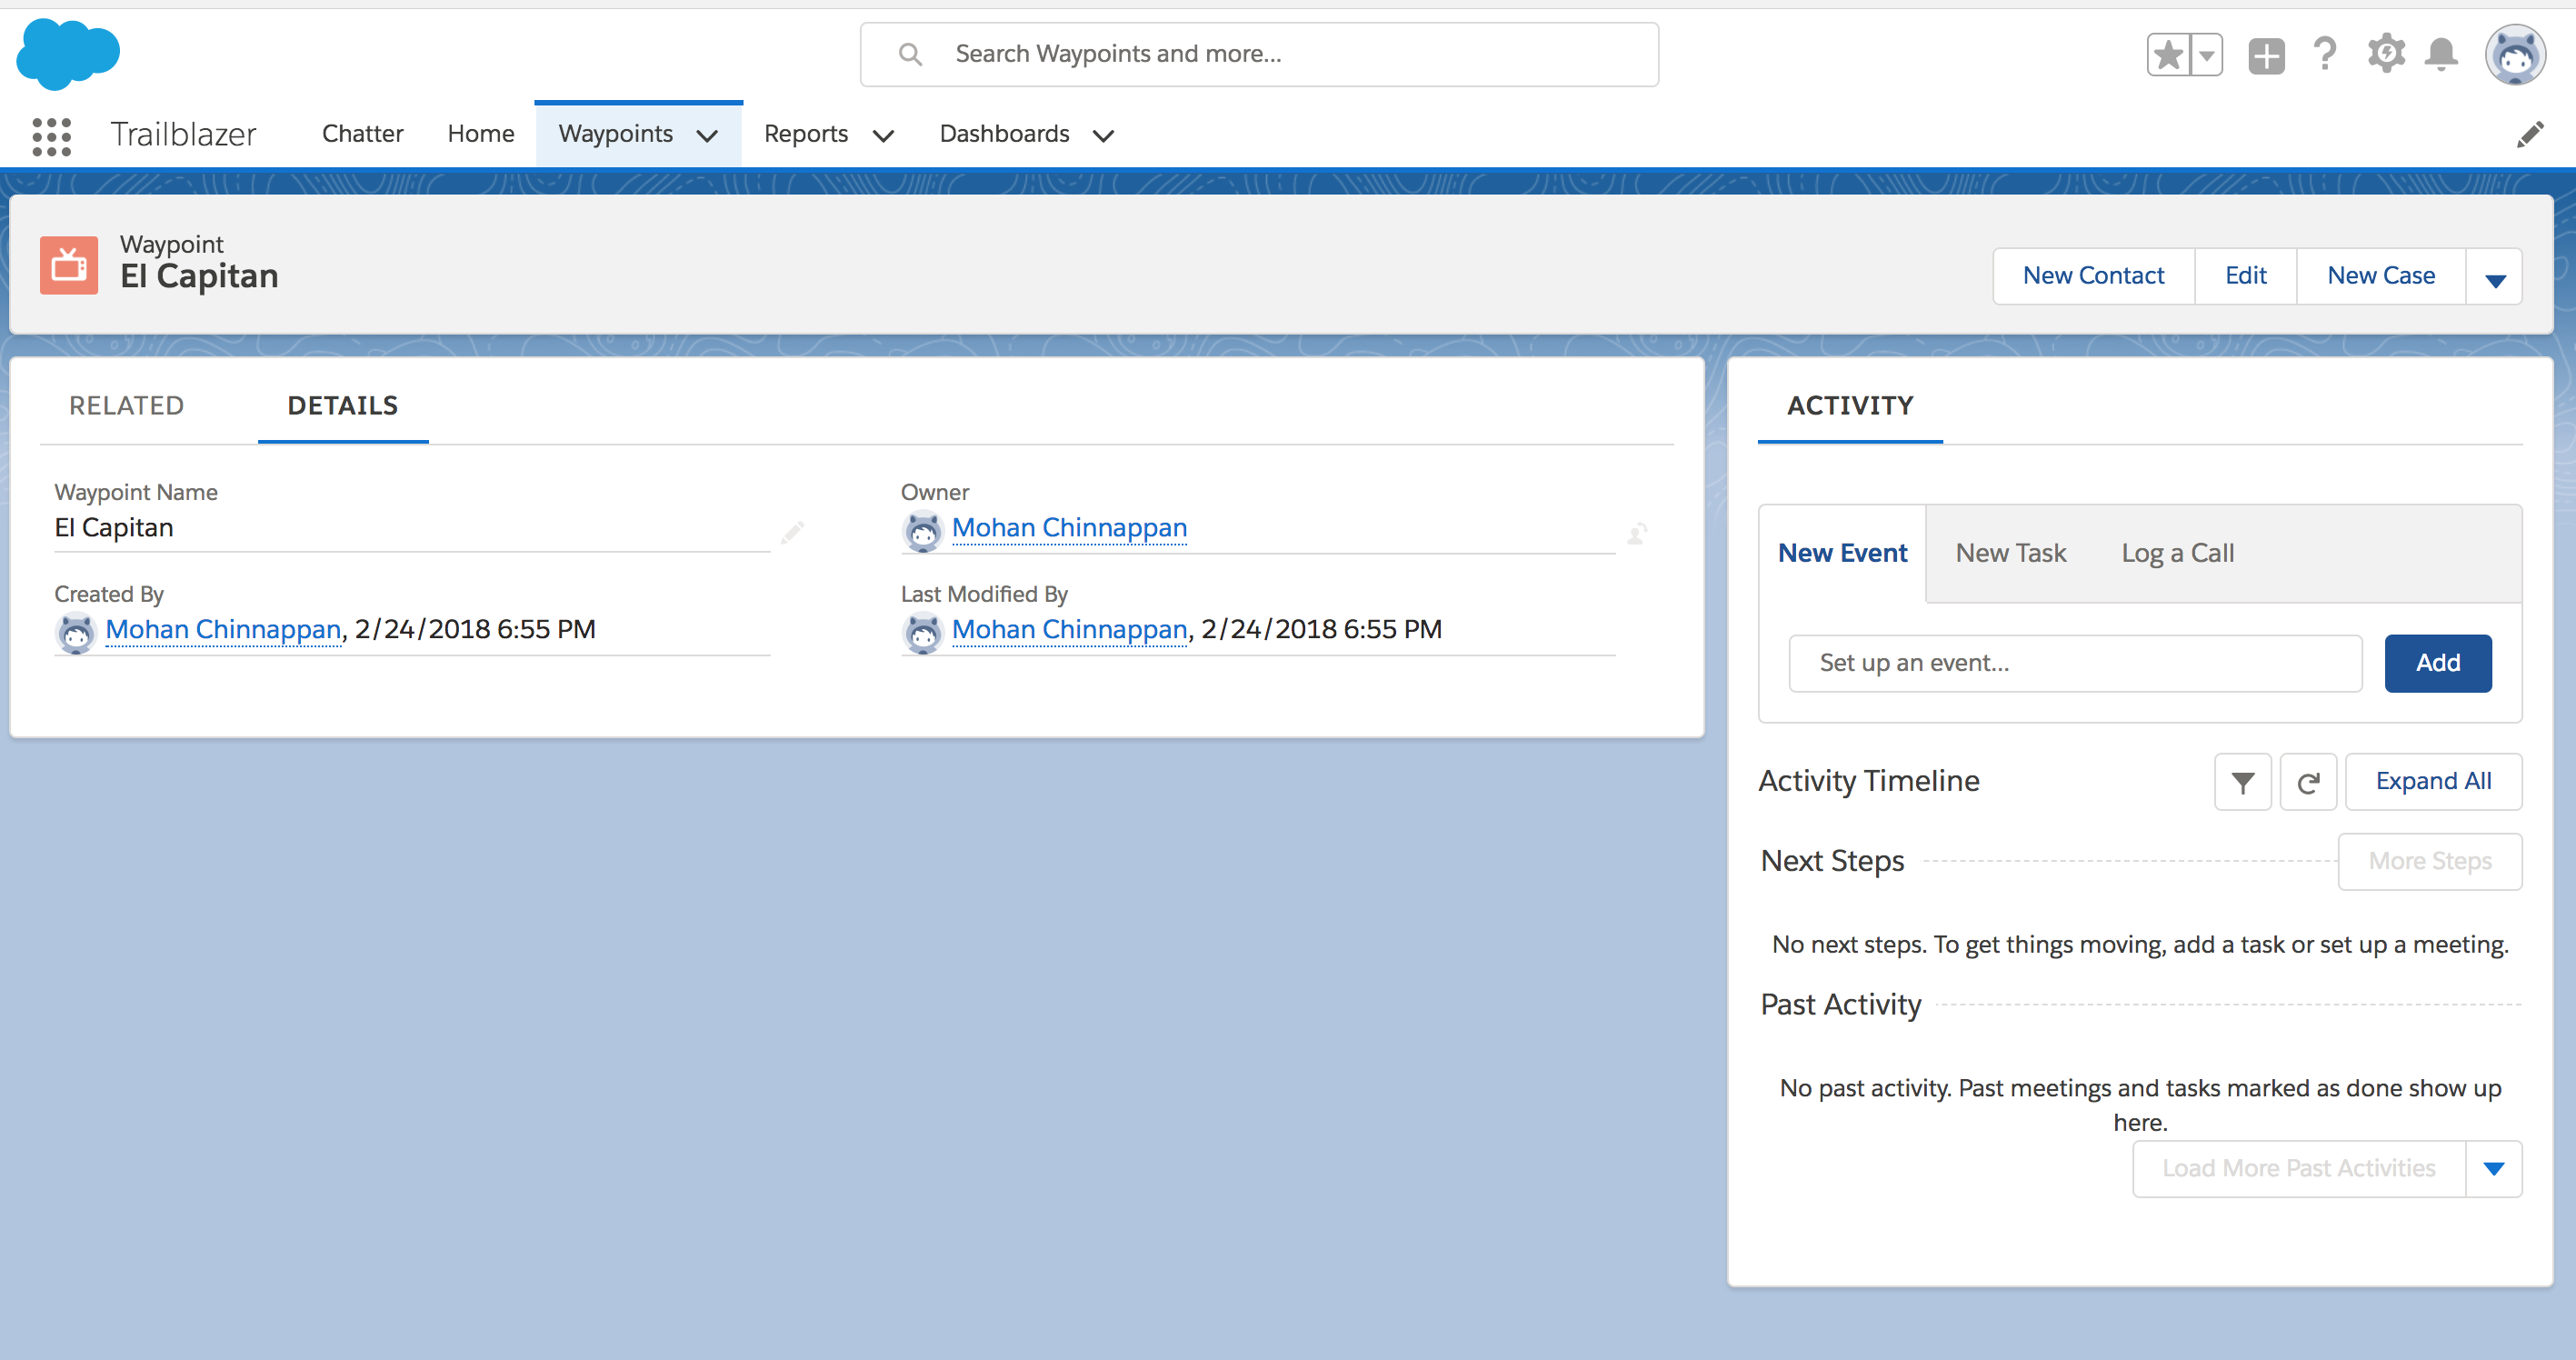 Search Waypoints and more...
Trailblazer Chatter Home Waypoints Reports Dashboards
Waypoint
El Capitan
New Contact Edit New Case
RELATED DETAILS
Waypoint Name
El Capitan
Owner
Mohan Chinnappan
Created By
Mohan Chinnappan, 2/24/2018 6:55 PM
Last Modified By
Mohan Chinnappan, 2/24/2018 6:55 PM
ACTIVITY
New Event New Task Log a Call
Set up an event... Add
Activity Timeline Expand All
Next Steps More Steps
No next steps. To get things moving, add a task or set up a meeting.
Past Activity
No past activity. Past meetings and tasks marked as done show up
here.
Load More Past Activities